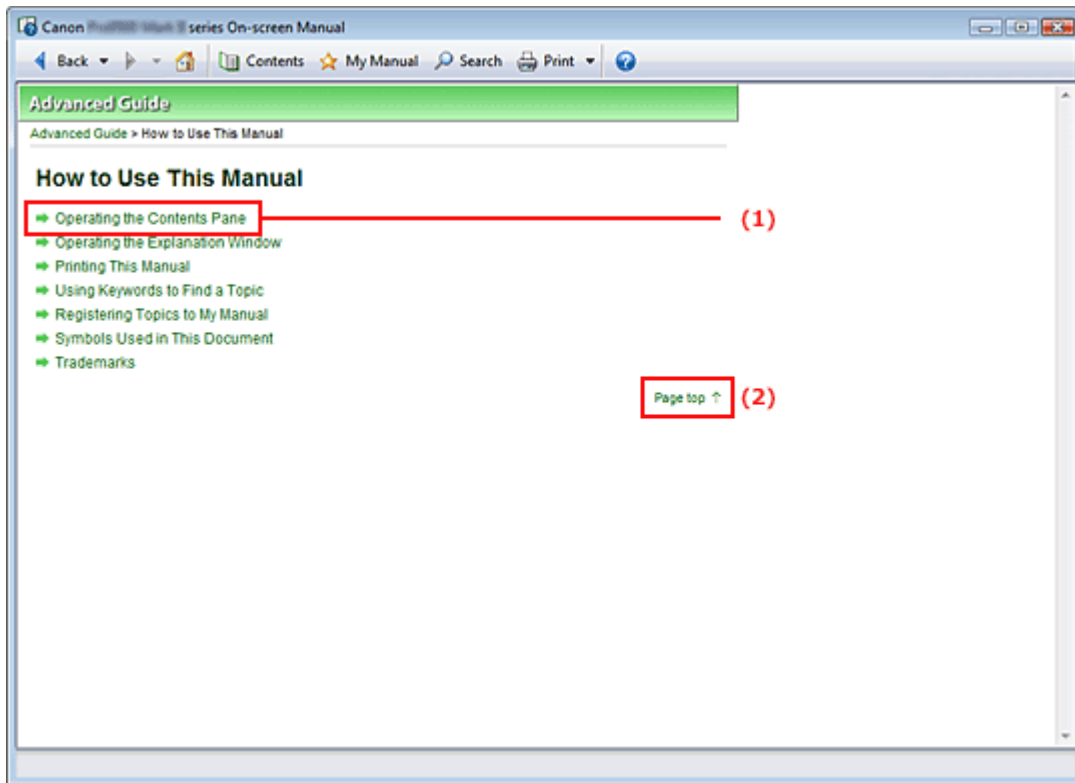 Canon series On-screen Manual
Back Contents My Manual Search Print ?
Advanced Guide
Advanced Guide > How to Use This Manual
How to Use This Manual
Operating the Contents Pane (1)
Operating the Explanation Window
Printing This Manual
Using Keywords to Find a Topic
Registering Topics to My Manual
Symbols Used in This Document
Trademarks
Page top ↑ (2)